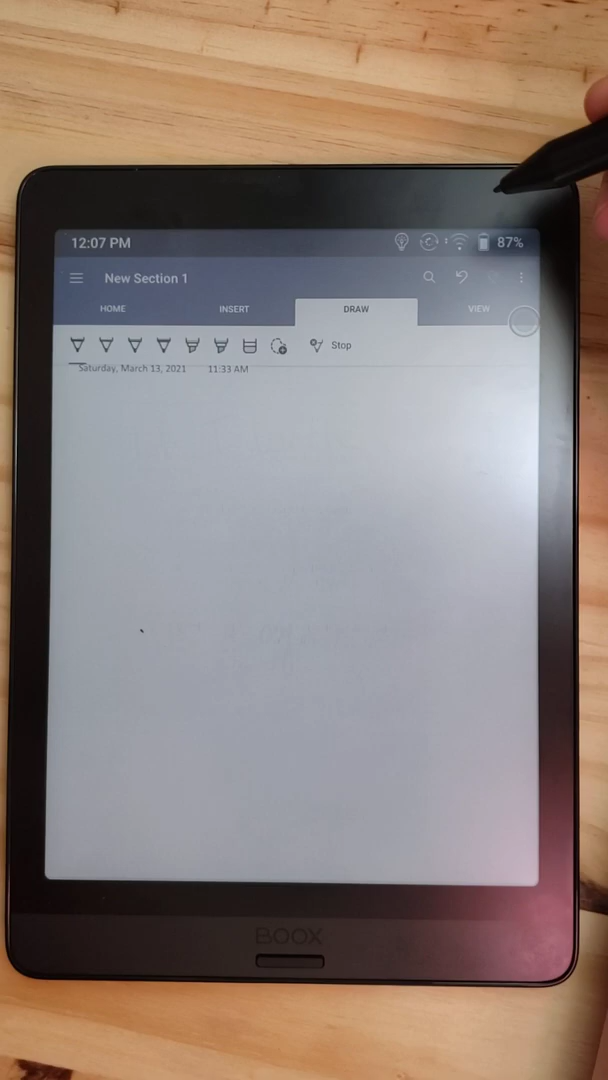 12:07 PM 87%
New Section 1
HOME INSERT DRAW VIEW
Stop
Saturday, March 13, 2021 11:33 AM
BOOX